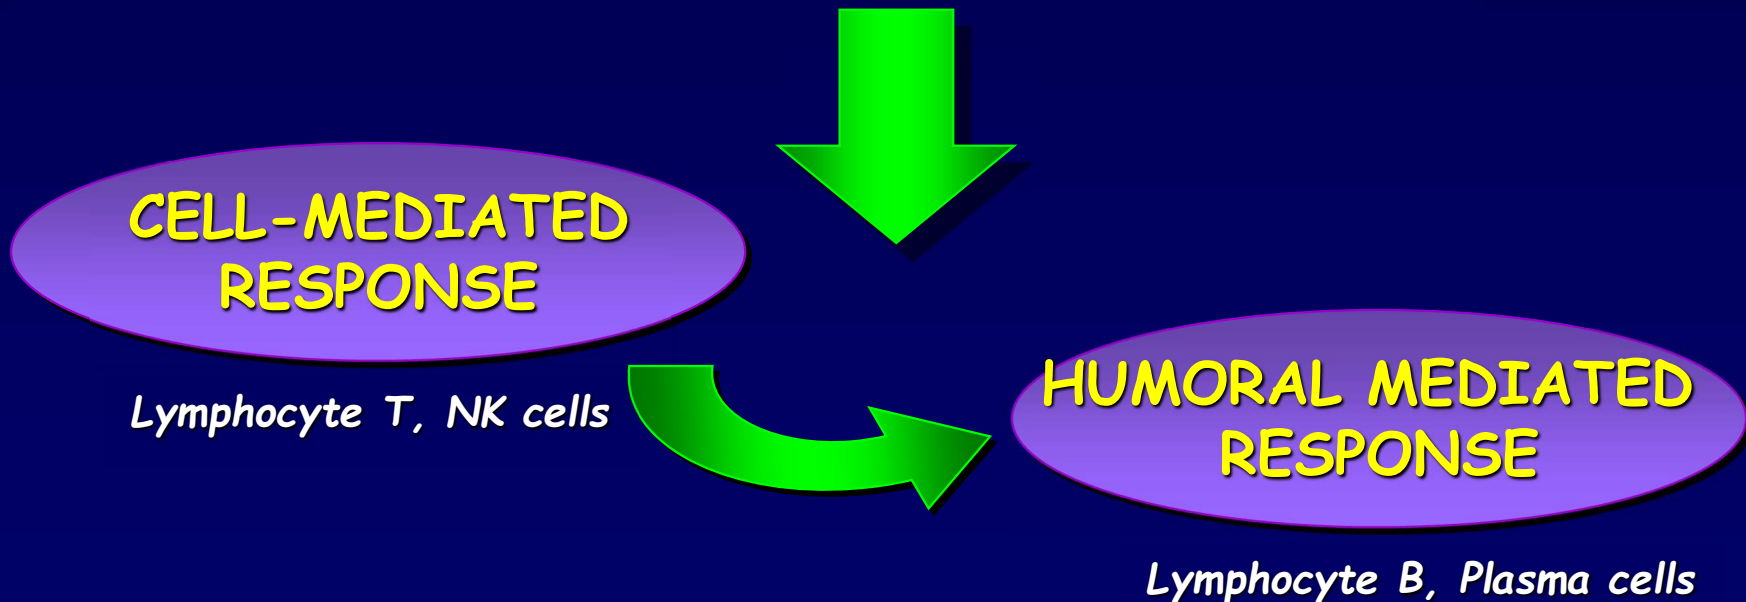 CELL-MEDIATED
RESPONSE
Lymphocyte T, NK cells
HUMORAL MEDIATED
RESPONSE
Lymphocyte B, Plasma cells